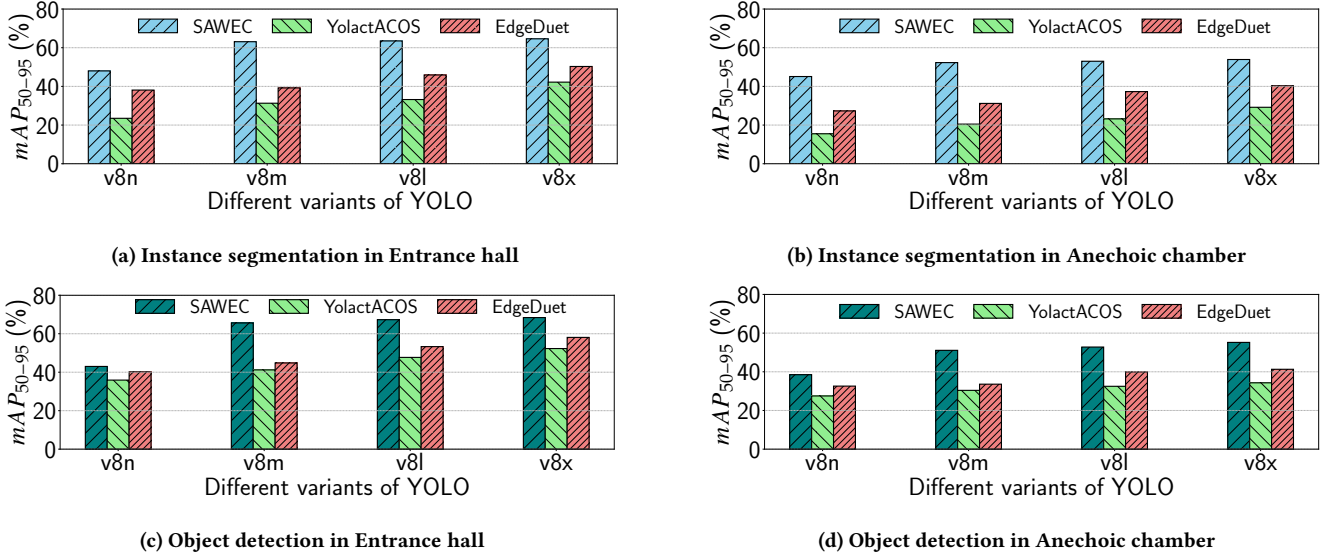 SAWEC YolactACOS EdgeDuet
80
60
40
20
0
mAP50−95 (%)
v8n v8m v8l v8x
Different variants of YOLO
(a) Instance segmentation in Entrance hall
SAWEC YolactACOS EdgeDuet
80
60
40
20
0
mAP50−95 (%)
v8n v8m v8l v8x
Different variants of YOLO
(b) Instance segmentation in Anechoic chamber
SAWEC YolactACOS EdgeDuet
80
60
40
20
0
mAP50−95 (%)
v8n v8m v8l v8x
Different variants of YOLO
(c) Object detection in Entrance hall
SAWEC YolactACOS EdgeDuet
80
60
40
20
0
mAP50−95 (%)
v8n v8m v8l v8x
Different variants of YOLO
(d) Object detection in Anechoic chamber